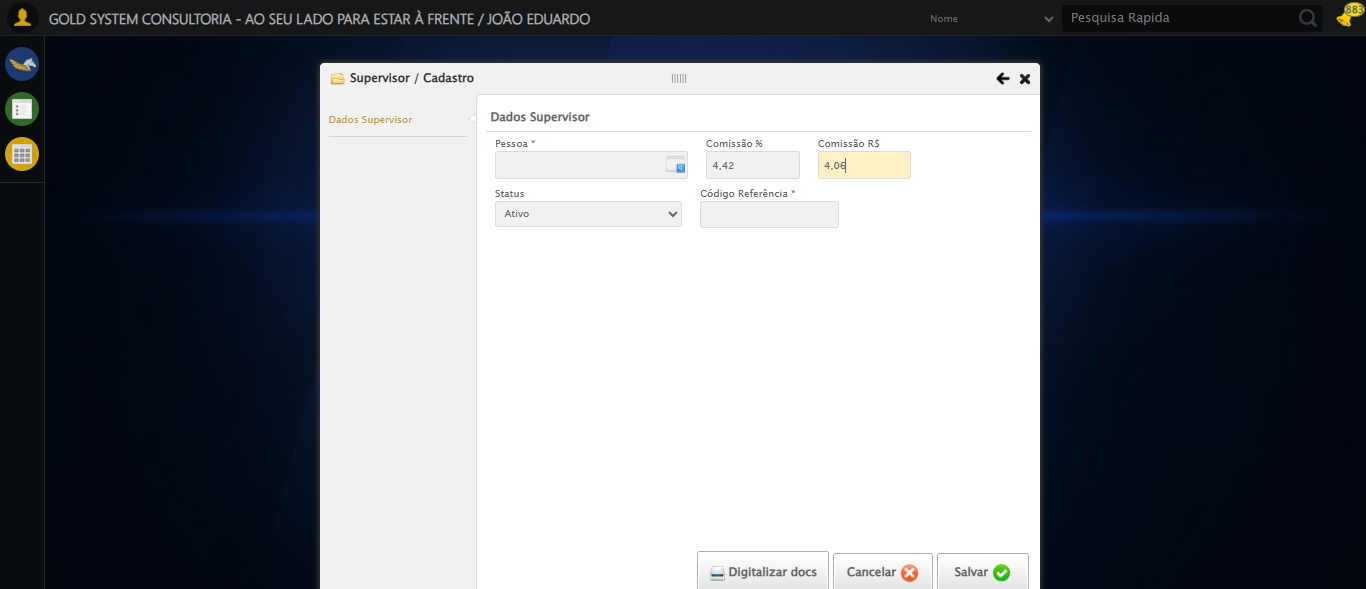 GOLD SYSTEM CONSULTORIA - AO SEU LADO PARA ESTAR À FRENTE / JOÃO EDUARDO
Nome
Pesquisa Rapida
883
Supervisor / Cadastro
Dados Supervisor
Dados Supervisor
Pessoa * Comissão % Comissão R$
4,42 4,06
Status Código Referência *
Ativo
Digitalizar docs Cancelar Salvar